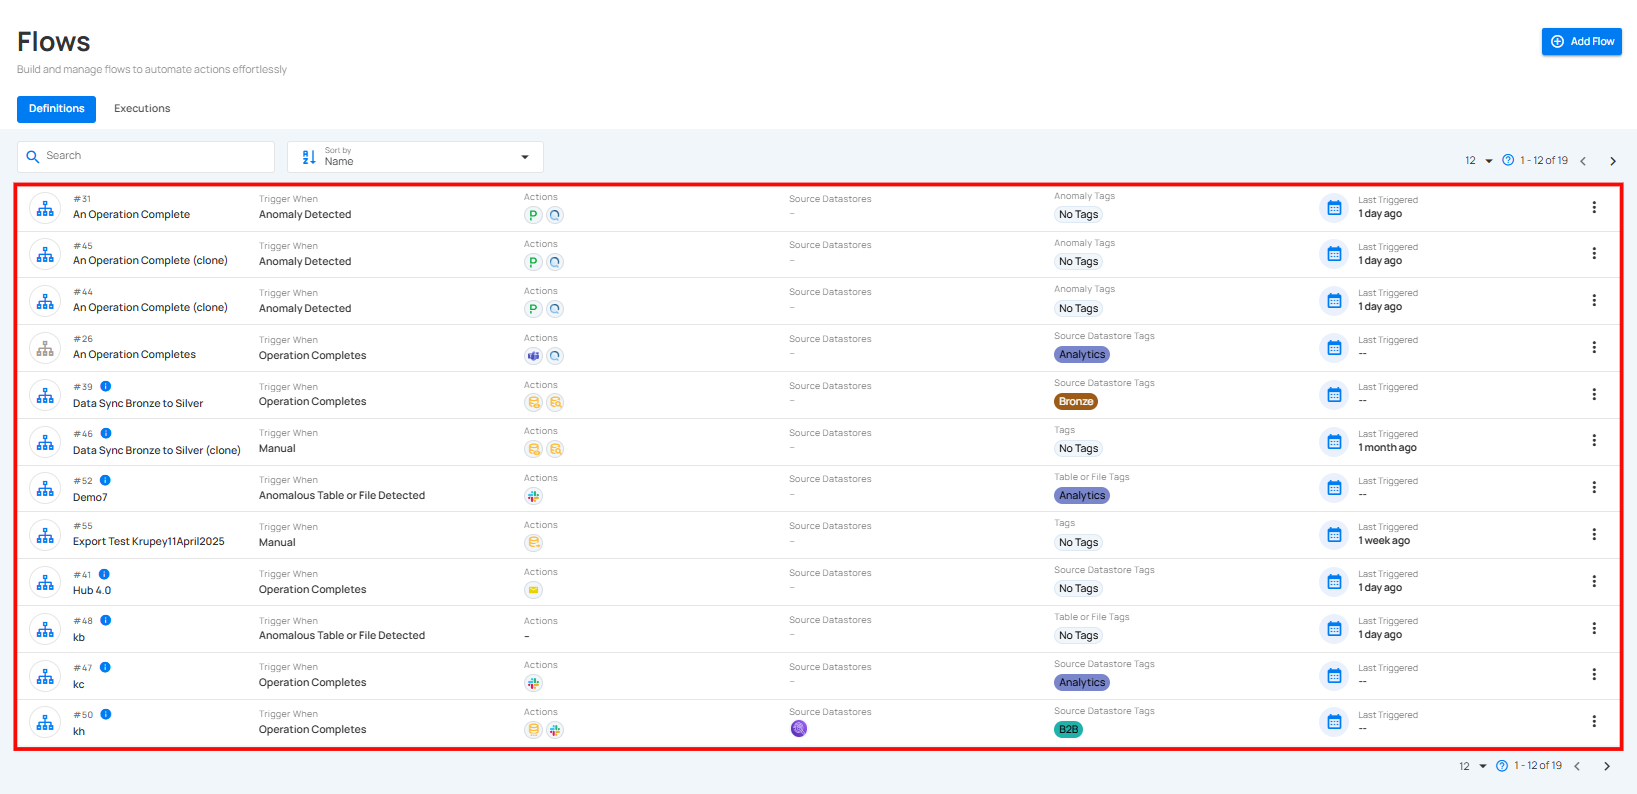 Flows
Add Flow
Build and manage flows to automate actions effortlessly
Definitions Executions
Search
Sort by
Name
12 1 - 12 of 19
#31 Trigger When Actions Source Datastores Anomaly Tags Last Triggered
An Operation Complete Anomaly Detected -- No Tags 1 day ago
#45 Trigger When Actions Source Datastores Anomaly Tags Last Triggered
An Operation Complete (clone) Anomaly Detected -- No Tags 1 day ago
#44 Trigger When Actions Source Datastores Anomaly Tags Last Triggered
An Operation Complete (clone) Anomaly Detected -- No Tags 1 day ago
#26 Trigger When Actions Source Datastores Source Datastore Tags Last Triggered
An Operation Completes Operation Completes -- Analytics --
#39 Trigger When Actions Source Datastores Source Datastore Tags Last Triggered
Data Sync Bronze to Silver Operation Completes -- Bronze --
#46 Trigger When Actions Source Datastores Tags Last Triggered
Data Sync Bronze to Silver (clone) Manual -- No Tags 1 month ago
#52 Trigger When Actions Source Datastores Table or File Tags Last Triggered
Demo7 Anomalous Table or File Detected -- Analytics --
#55 Trigger When Actions Source Datastores Tags Last Triggered
Export Test Krupey11April2025 Manual -- No Tags 1 week ago
#41 Trigger When Actions Source Datastores Source Datastore Tags Last Triggered
Hub 4.0 Operation Completes -- No Tags 1 day ago
#48 Trigger When Actions Source Datastores Table or File Tags Last Triggered
kb Anomalous Table or File Detected -- -- No Tags 1 day ago
#47 Trigger When Actions Source Datastores Source Datastore Tags Last Triggered
kc Operation Completes -- Analytics --
#50 Trigger When Actions Source Datastores Source Datastore Tags Last Triggered
kh Operation Completes B2B --
12 1 - 12 of 19